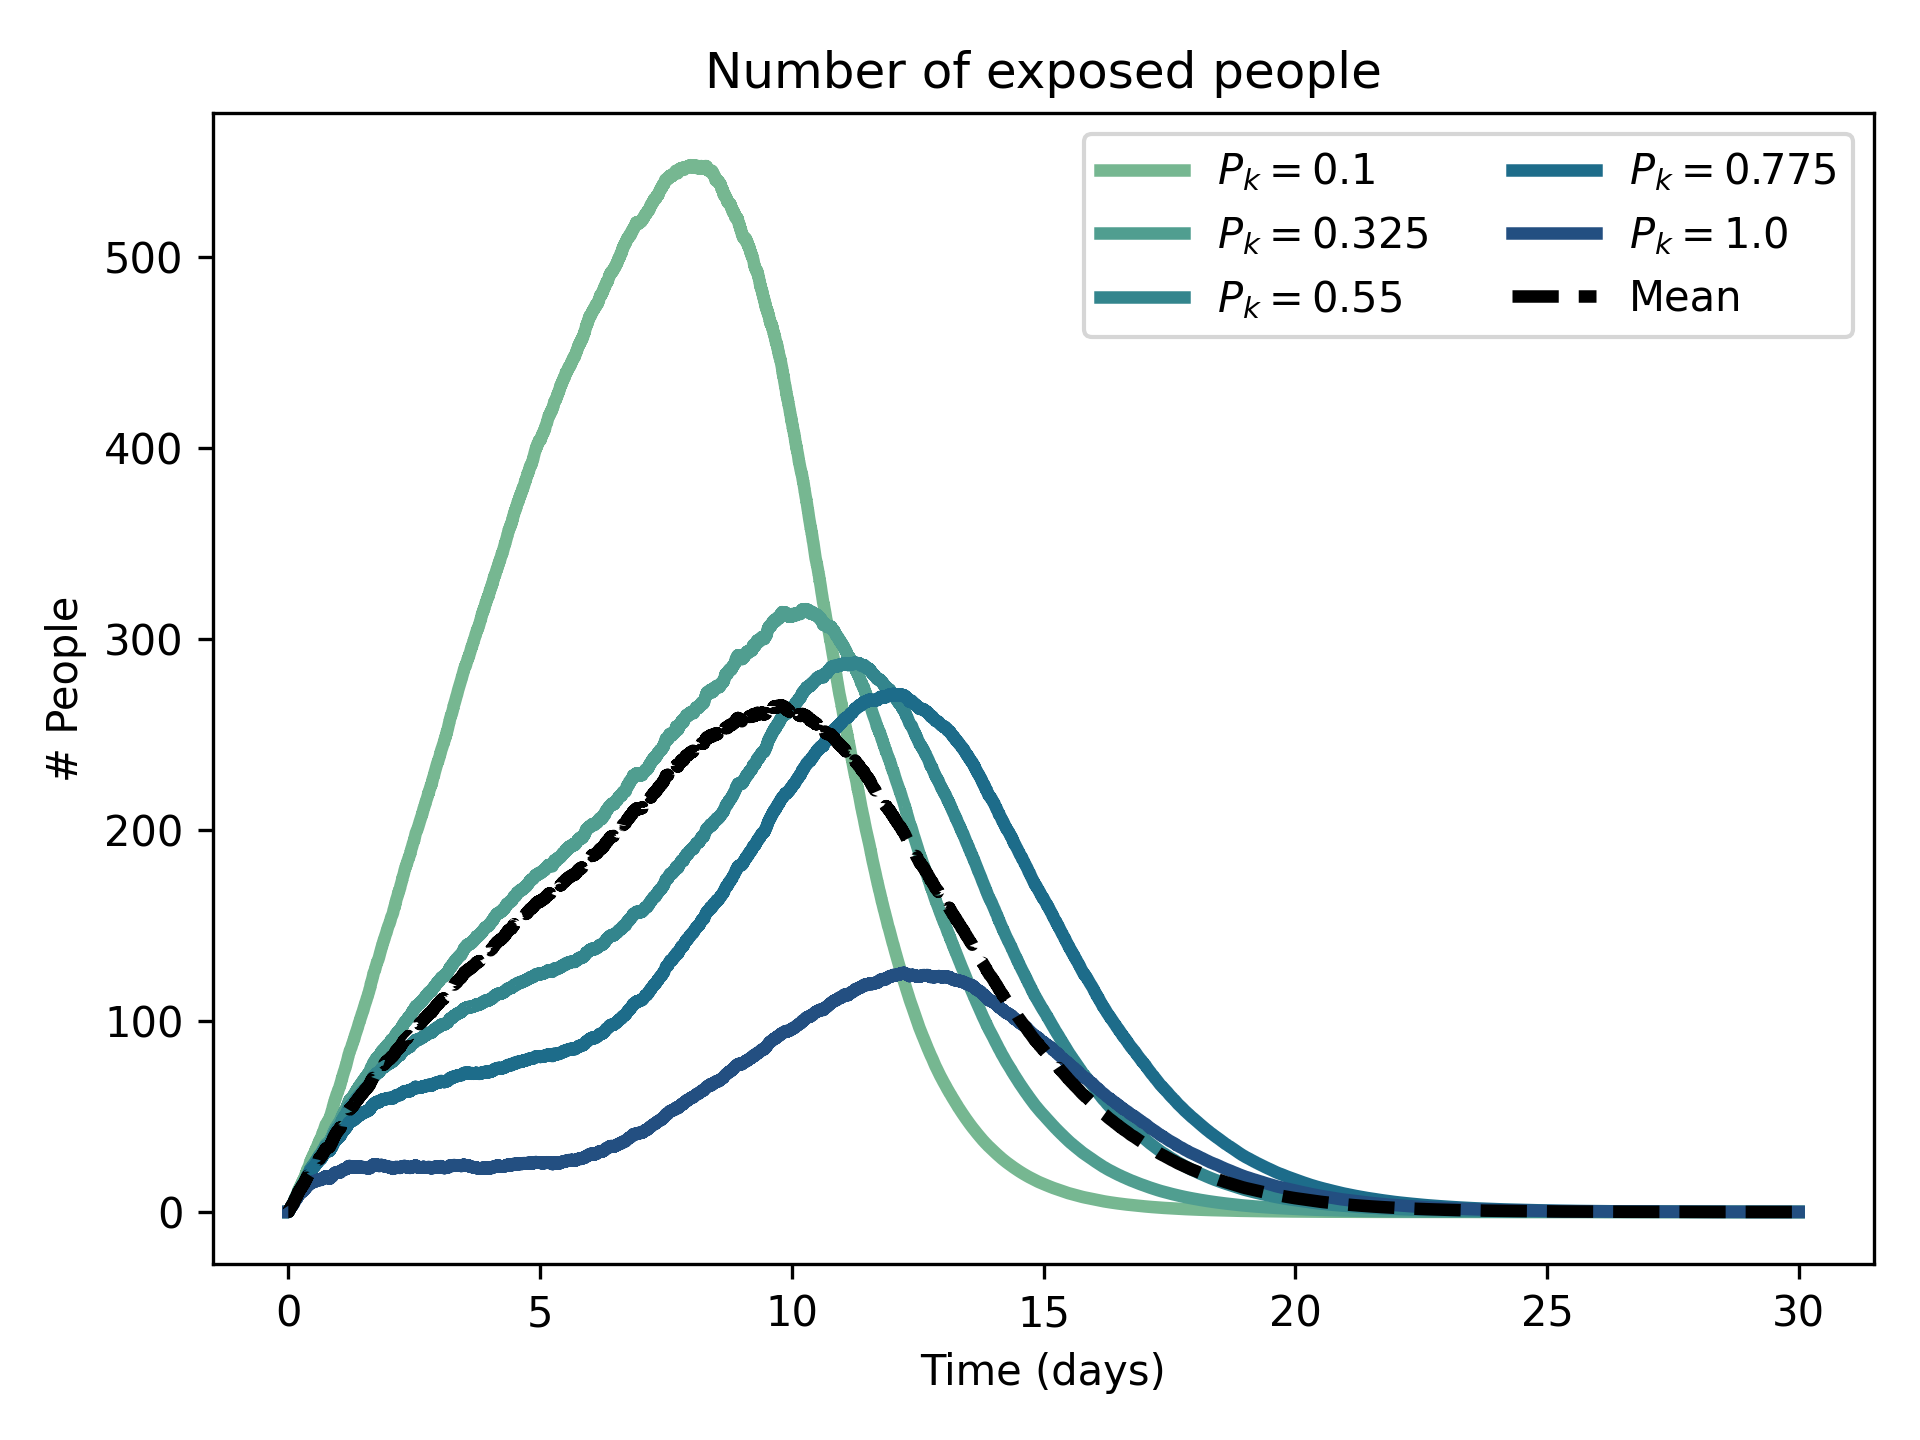 Number of exposed people
P_k = 0.1
P_k = 0.325
P_k = 0.55
P_k = 0.775
P_k = 1.0
Mean
# People
500
400
300
200
100
0
0 5 10 15 20 25 30
Time (days)